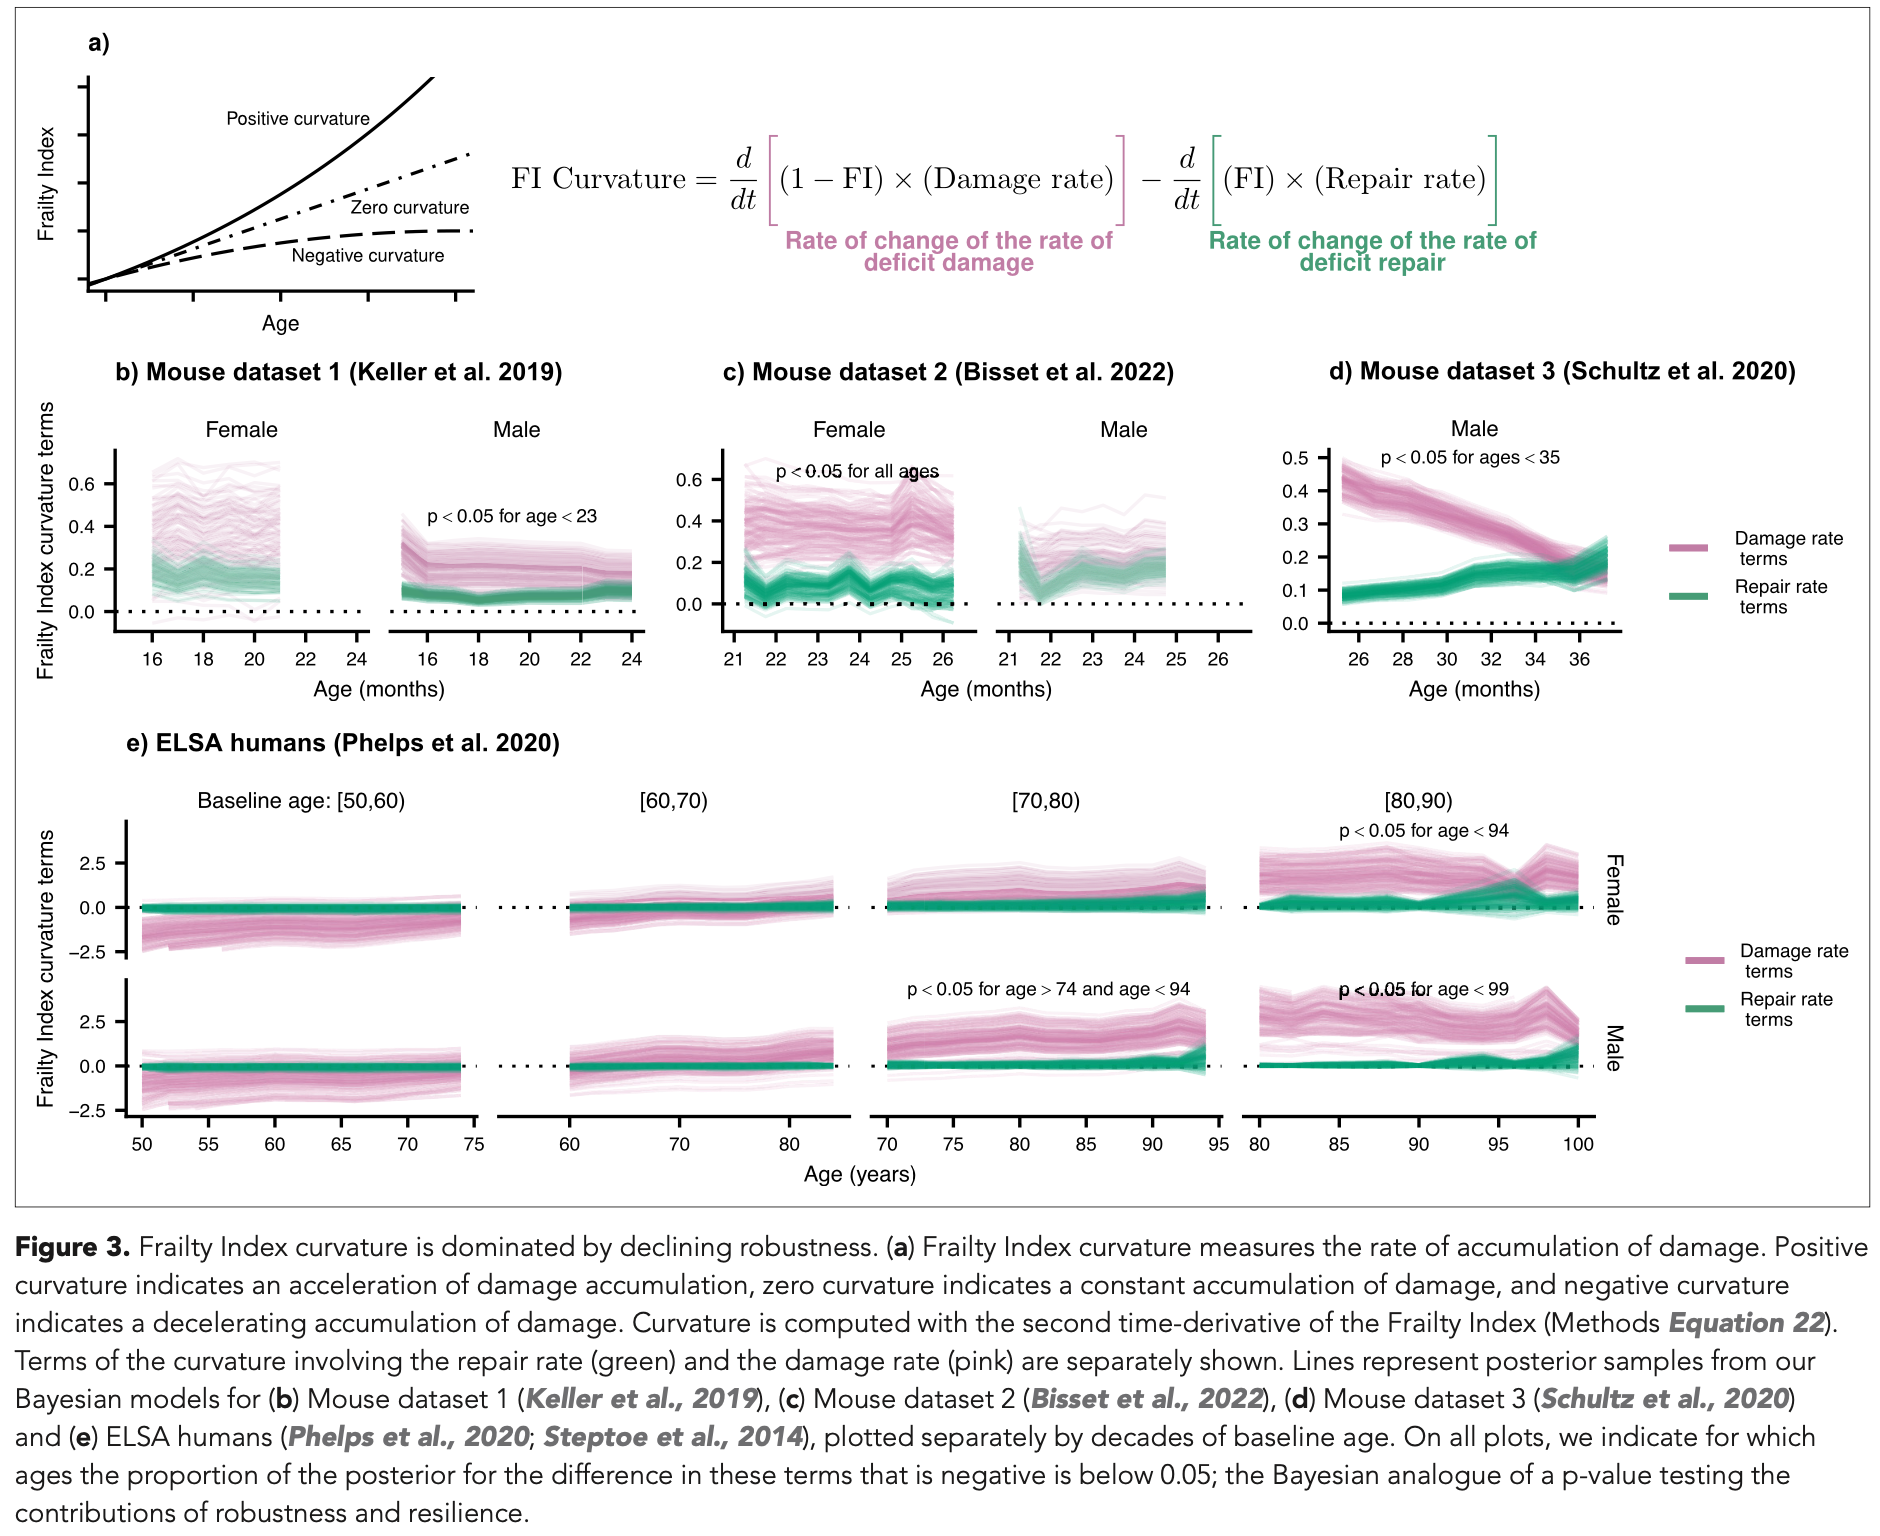 a)
Frailty Index
Positive curvature
Zero curvature
Negative curvature
Age
FI Curvature = d/dt [(1 − FI) × (Damage rate)] − d/dt [(FI) × (Repair rate)]
Rate of change of the rate of
deficit damage
Rate of change of the rate of
deficit repair
b) Mouse dataset 1 (Keller et al. 2019)
Frailty Index curvature terms
Female
Male
p < 0.05 for age < 23
0.6
0.4
0.2
0.0
16 18 20 22 24
16 18 20 22 24
Age (months)
c) Mouse dataset 2 (Bisset et al. 2022)
Female
Male
p < 0.05 for all ages
0.6
0.4
0.2
0.0
21 22 23 24 25 26
21 22 23 24 25 26
Age (months)
d) Mouse dataset 3 (Schultz et al. 2020)
Male
p < 0.05 for ages < 35
0.5
0.4
0.3
0.2
0.1
0.0
26 28 30 32 34 36
Age (months)
Damage rate
terms
Repair rate
terms
e) ELSA humans (Phelps et al. 2020)
Baseline age: [50,60)
[60,70)
[70,80)
[80,90)
Frailty Index curvature terms
2.5
0.0
−2.5
p < 0.05 for age < 94
Female
Frailty Index curvature terms
2.5
0.0
−2.5
p < 0.05 for age > 74 and age < 94
p < 0.05 for age < 99
Male
50 55 60 65 70 75
60 70 80
70 75 80 85 90 95
80 85 90 95 100
Age (years)
Damage rate
terms
Repair rate
terms
Figure 3. Frailty Index curvature is dominated by declining robustness. (a) Frailty Index curvature measures the rate of accumulation of damage. Positive
curvature indicates an acceleration of damage accumulation, zero curvature indicates a constant accumulation of damage, and negative curvature
indicates a decelerating accumulation of damage. Curvature is computed with the second time-derivative of the Frailty Index (Methods Equation 22).
Terms of the curvature involving the repair rate (green) and the damage rate (pink) are separately shown. Lines represent posterior samples from our
Bayesian models for (b) Mouse dataset 1 (Keller et al., 2019), (c) Mouse dataset 2 (Bisset et al., 2022), (d) Mouse dataset 3 (Schultz et al., 2020)
and (e) ELSA humans (Phelps et al., 2020; Steptoe et al., 2014), plotted separately by decades of baseline age. On all plots, we indicate for which
ages the proportion of the posterior for the difference in these terms that is negative is below 0.05; the Bayesian analogue of a p-value testing the
contributions of robustness and resilience.